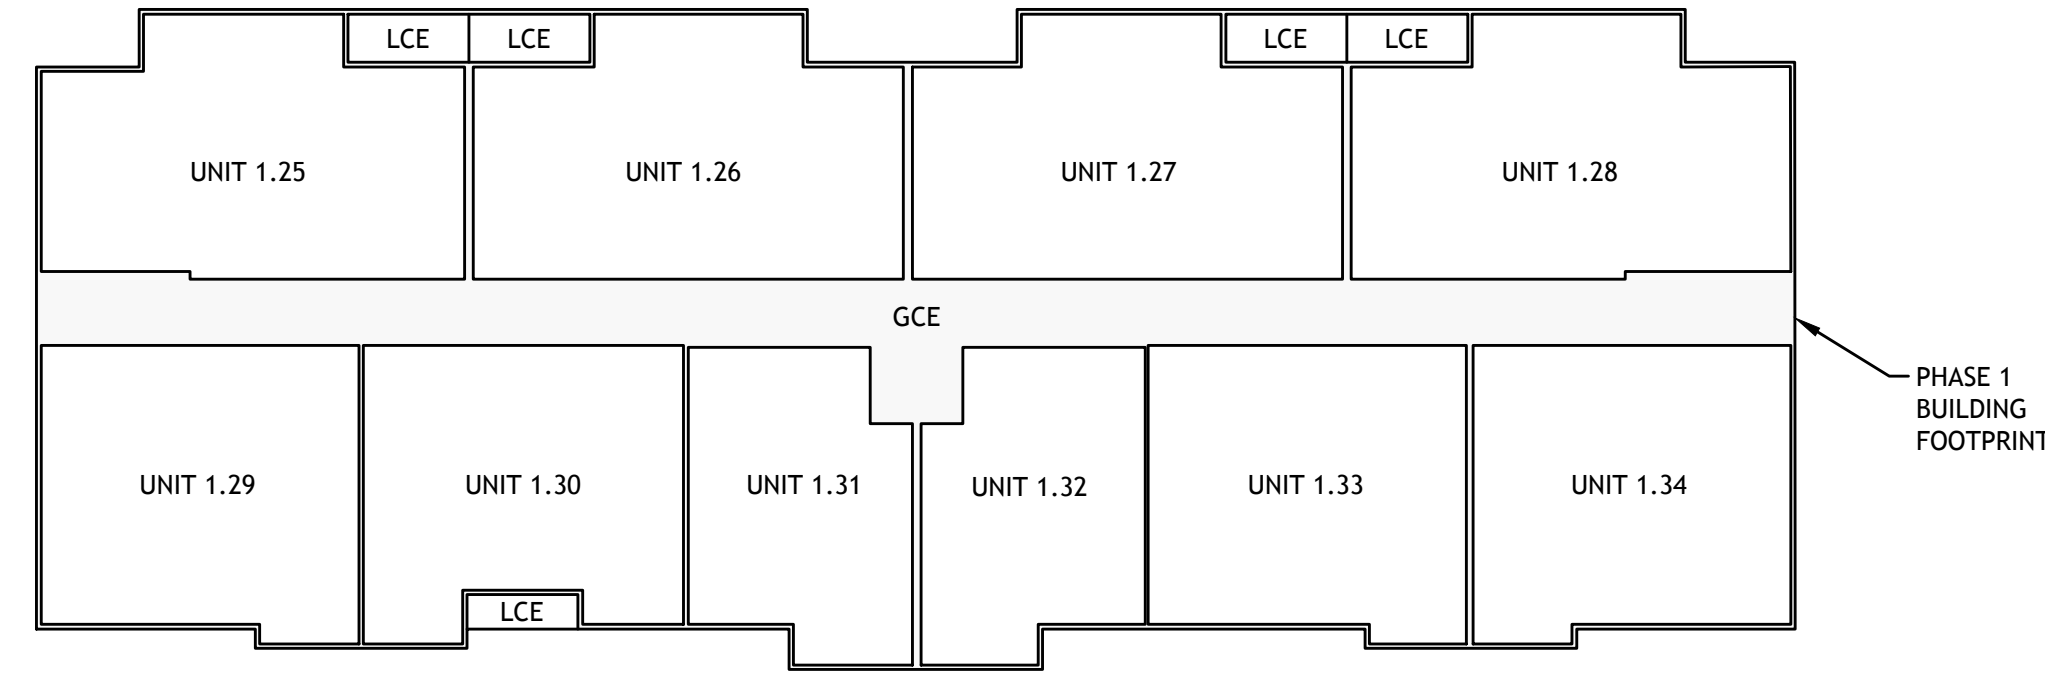 LCE LCE LCE LCE
UNIT 1.25 UNIT 1.26 UNIT 1.27 UNIT 1.28
GCE
PHASE 1
BUILDING
FOOTPRINT
UNIT 1.29 UNIT 1.30 UNIT 1.31 UNIT 1.32 UNIT 1.33 UNIT 1.34
LCE